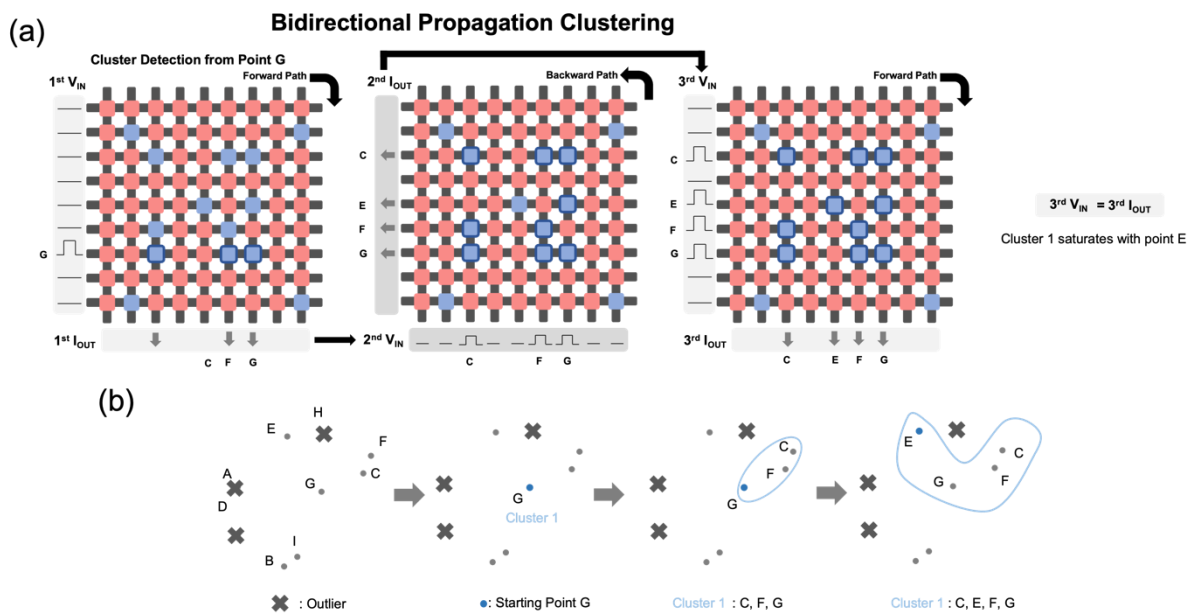 (a)
Bidirectional Propagation Clustering
Cluster Detection from Point G
1st VIN
Forward Path
2nd IOUT
Backward Path
3rd VIN
Forward Path
G
C
E
F
G
C
E
F
G
3rd VIN = 3rd IOUT
Cluster 1 saturates with point E
1st IOUT
C F G
2nd VIN
C F G
3rd IOUT
C E F G
(b)
H
E
F
C
A
G
D
I
B
G
Cluster 1
C
F
G
E
C
G
F
: Outlier
: Starting Point G
Cluster 1 : C, F, G
Cluster 1 : C, E, F, G